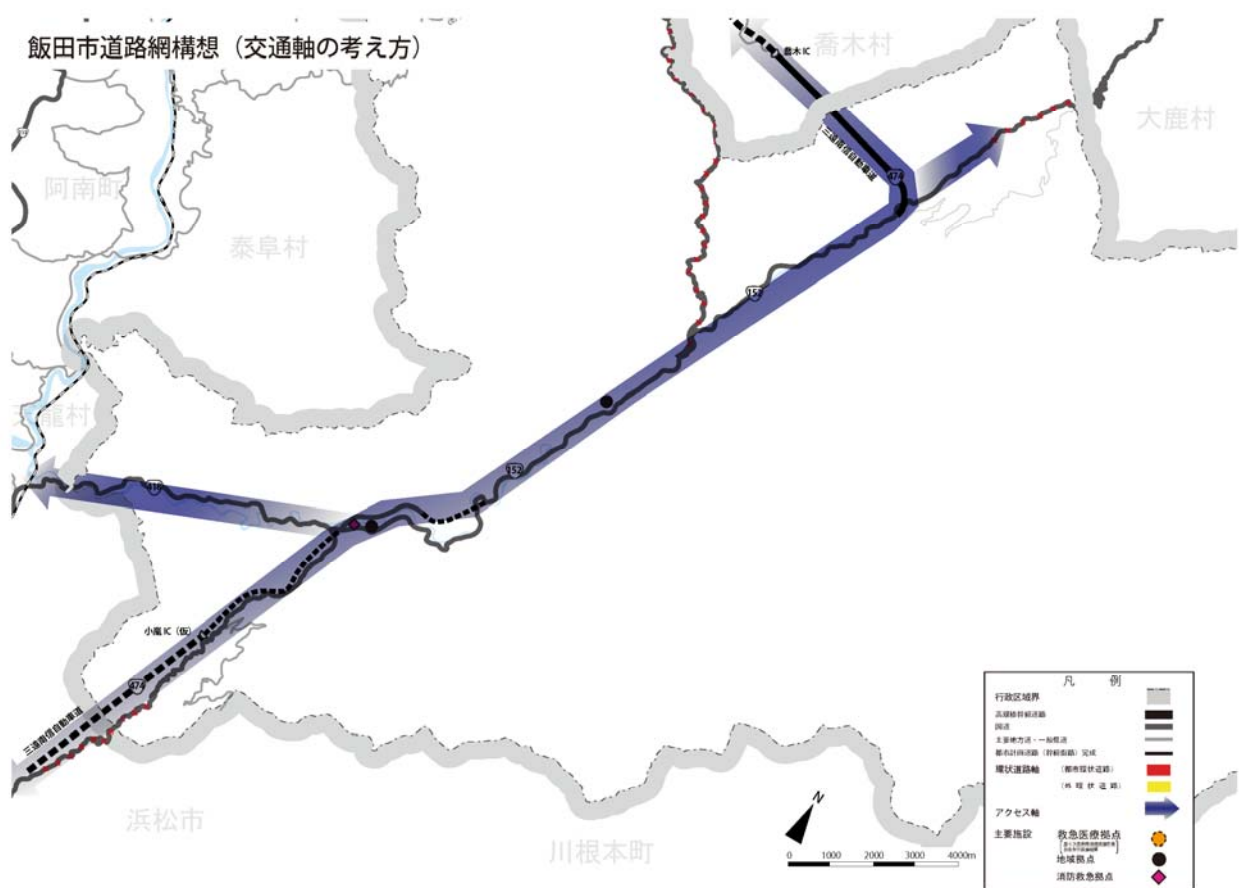 飯田市道路網構想（交通軸の考え方）
喬木村
喬木IC
大鹿村
三遠南信自動車道
474
阿南町
泰阜村
152
天龍村
152
418
小嵐IC（仮）
474
三遠南信自動車道
浜松市
川根本町
N
0 1000 2000 3000 4000m
凡 例
行政区域界
高規格幹線道路
国道
主要地方道・一般県道
都市計画道路（幹線街路）完成
環状道路軸 （都市環状道路）
（外環状道路）
アクセス軸
主要施設 救急医療拠点
地域拠点
消防救急拠点